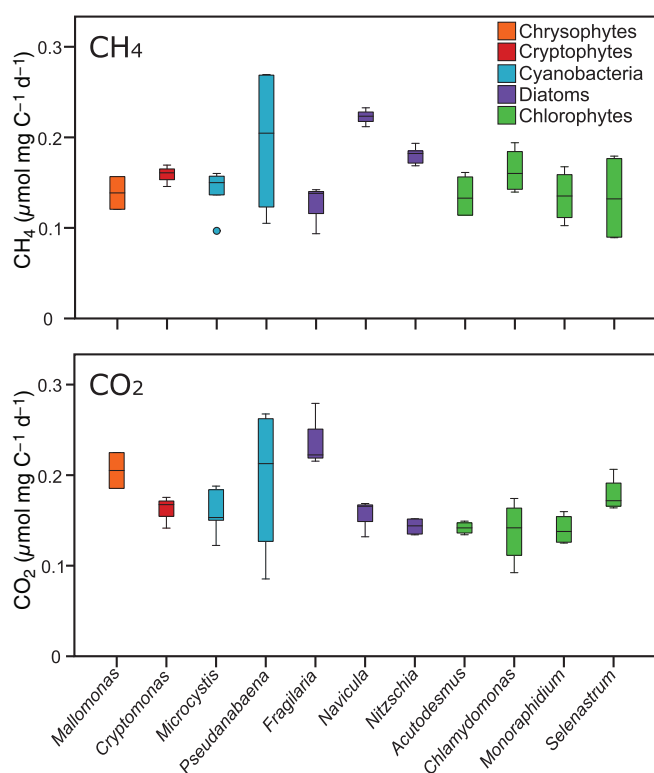 CH₄
Chrysophytes
Cryptophytes
Cyanobacteria
Diatoms
Chlorophytes
CH₄ (μmol mg C⁻¹ d⁻¹)
0.3
0.2
0.1
0
CO₂
CO₂ (μmol mg C⁻¹ d⁻¹)
0.3
0.2
0.1
0
Mallomonas
Cryptomonas
Microcystis
Pseudanabaena
Fragilaria
Navicula
Nitzschia
Acutodesmus
Chlamydomonas
Monoraphidium
Selenastrum